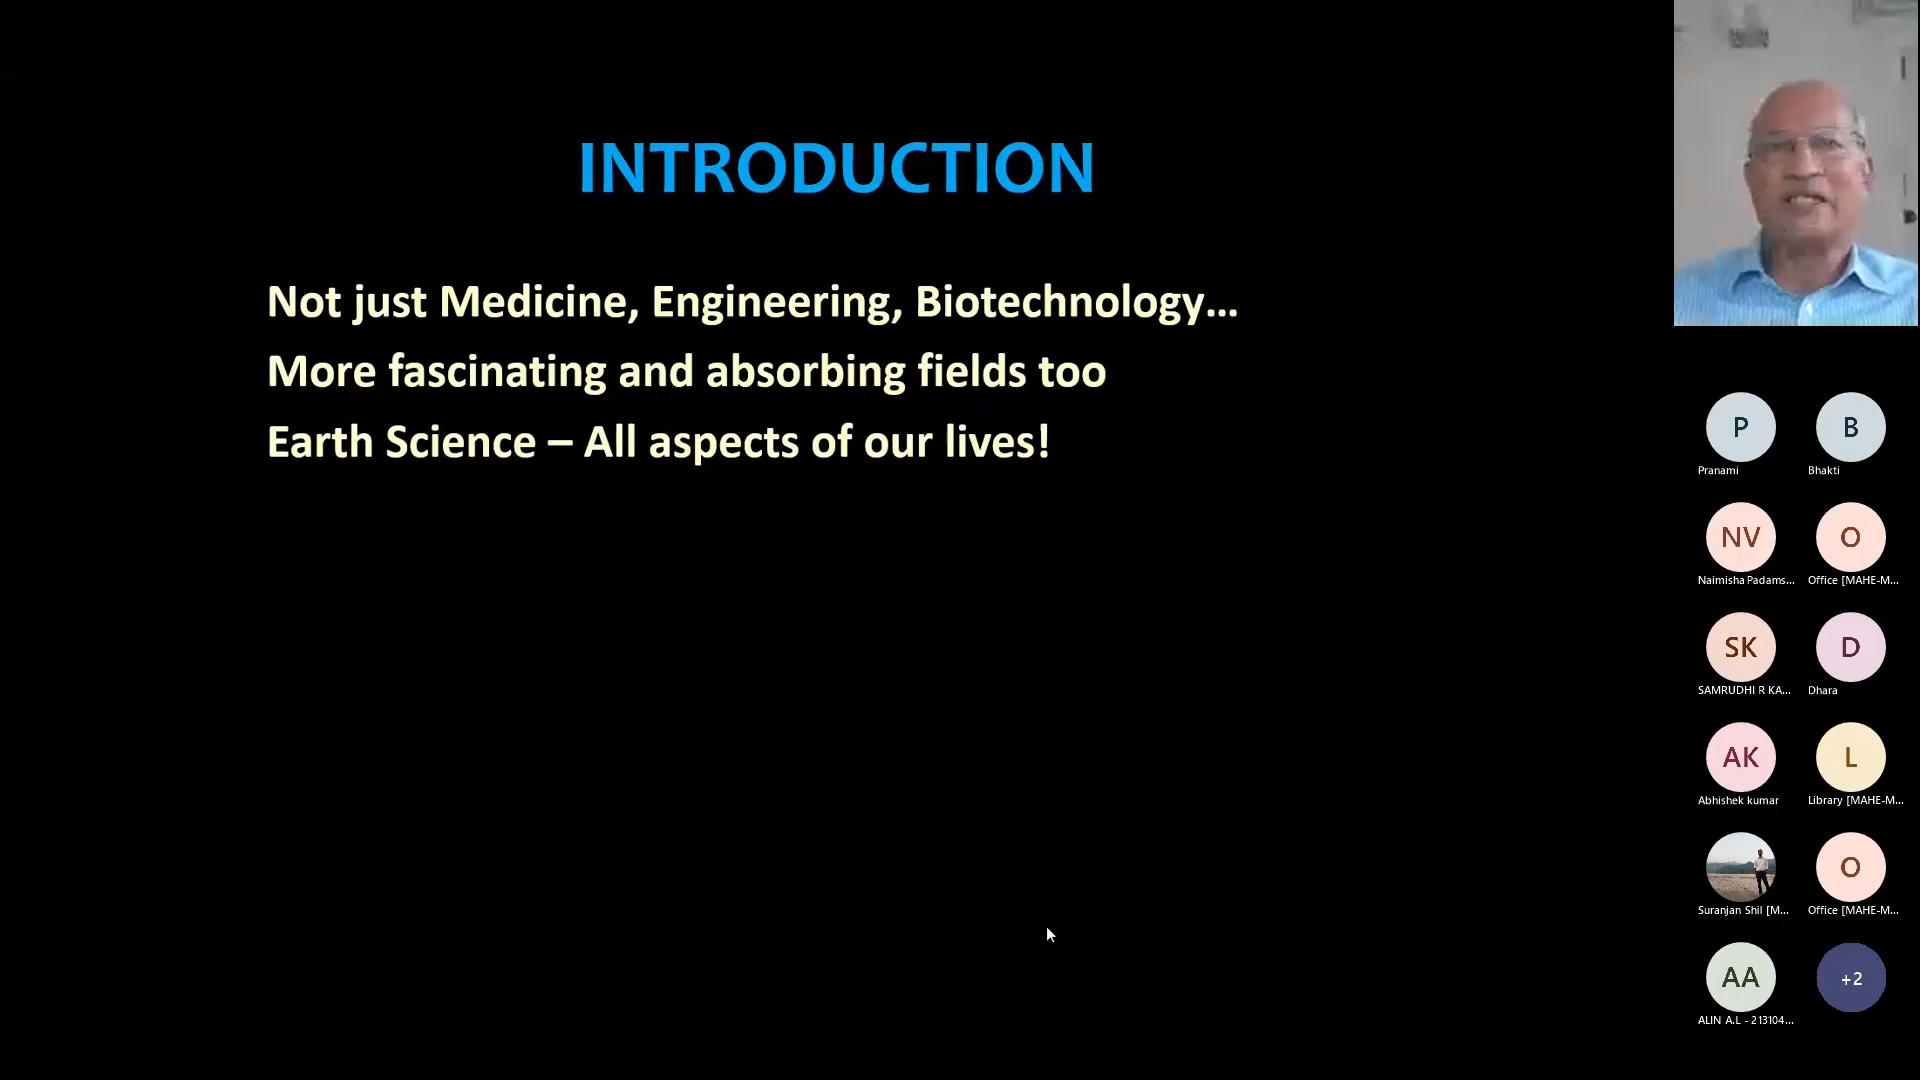 INTRODUCTION
Not just Medicine, Engineering, Biotechnology...
More fascinating and absorbing fields too
Earth Science – All aspects of our lives!
P
B
Pranami
Bhakti
NV
O
Naimisha Padams...
Office [MAHE-M...
SK
D
SAMRUDHI R KA...
Dhara
AK
L
Abhishek kumar
Library [MAHE-M...
O
Suranjan Shil [M...
Office [MAHE-M...
AA
+2
ALIN A.L - 213104...